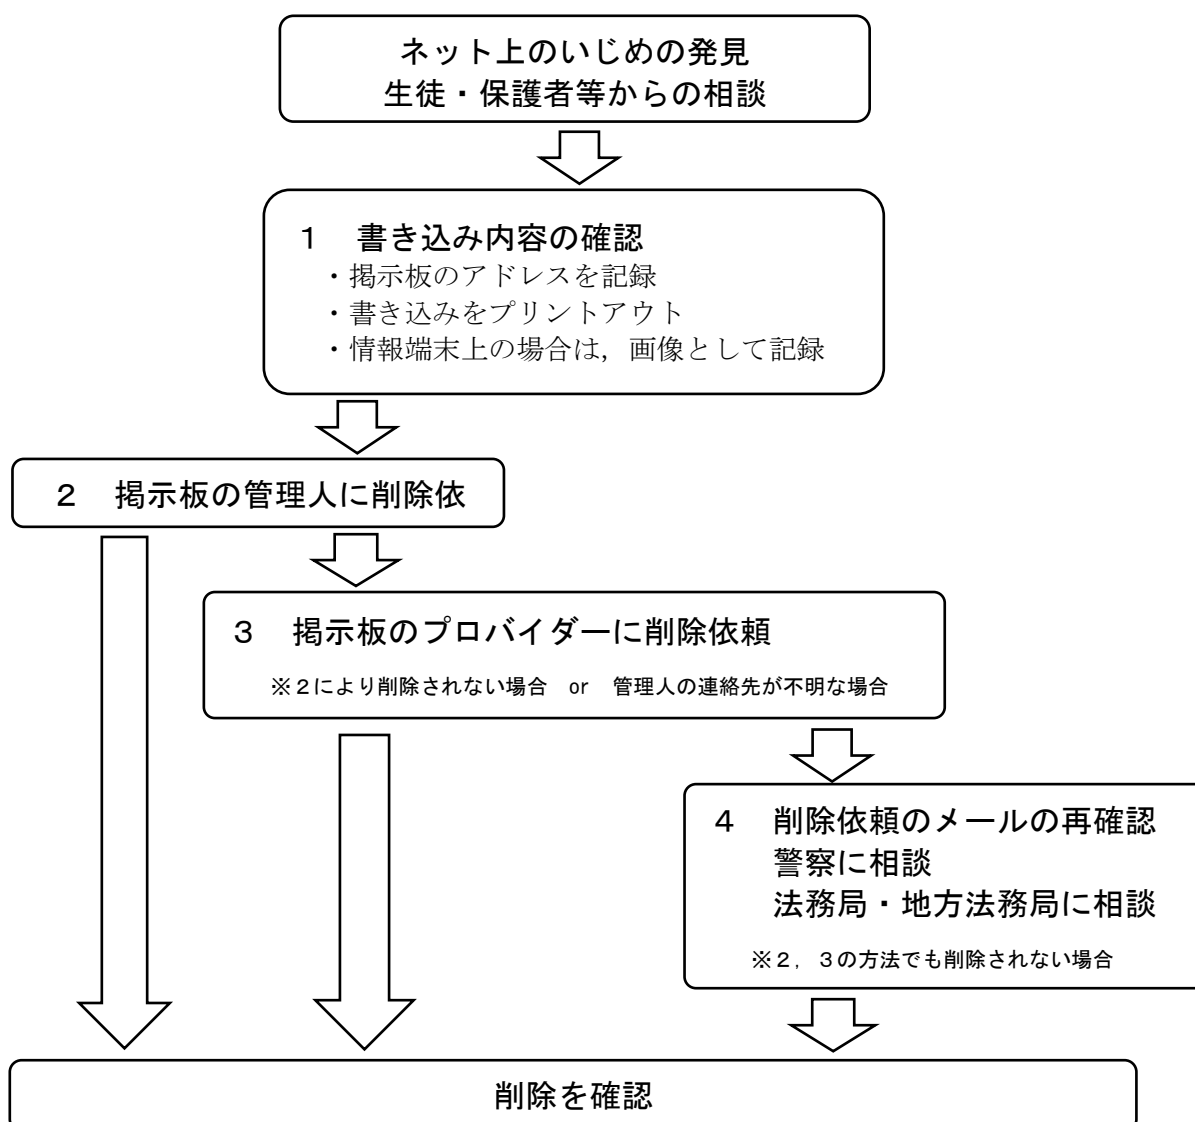 ネット上のいじめの発見
生徒・保護者等からの相談
１　書き込み内容の確認
・掲示板のアドレスを記録
・書き込みをプリントアウト
・情報端末上の場合は，画像として記録
２　掲示板の管理人に削除依
３　掲示板のプロバイダーに削除依頼
※２により削除されない場合　or　管理人の連絡先が不明な場合
４　削除依頼のメールの再確認
警察に相談
法務局・地方法務局に相談
※２，３の方法でも削除されない場合
削除を確認